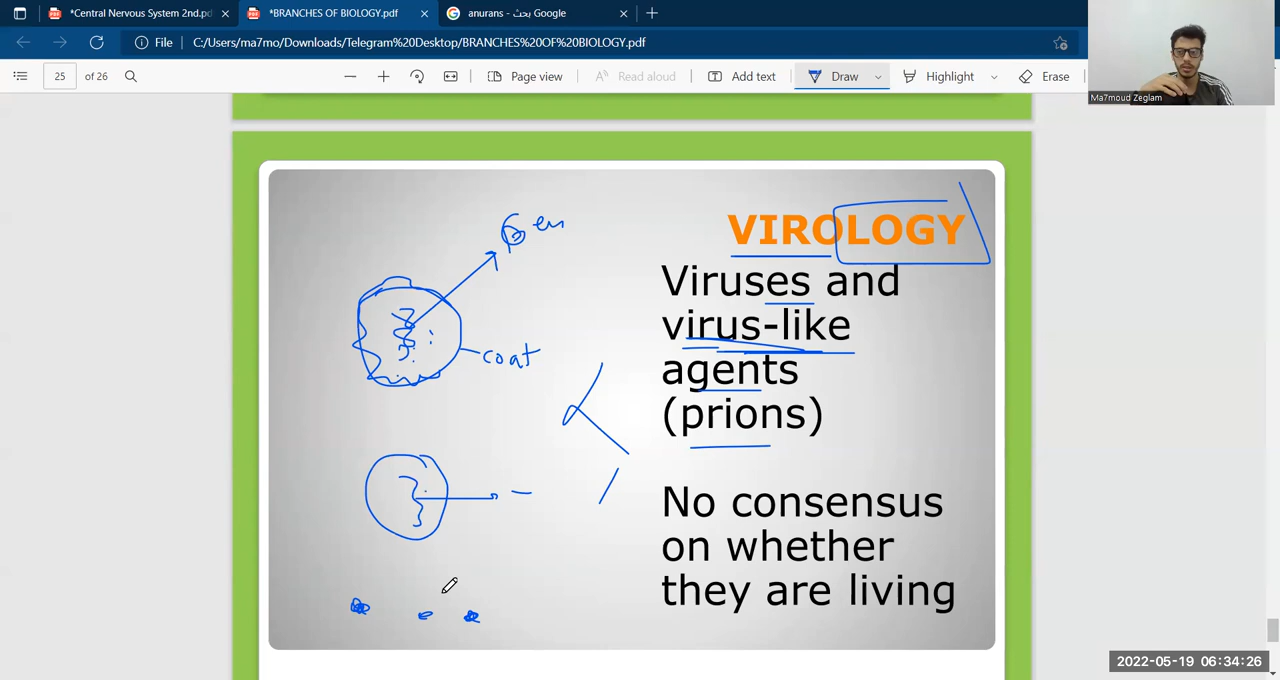 *Central Nervous System 2nd.pd
*BRANCHES OF BIOLOGY.pdf
anurans - بحث Google
File
C:/Users/ma7mo/Downloads/Telegram%20Desktop/BRANCHES%20OF%20BIOLOGY.pdf
25 of 26
Page view
Read aloud
Add text
Draw
Highlight
Erase
Ma7moud Zeglam
VIROLOGY
Viruses and
virus-like
agents
(prions)
No consensus
on whether
they are living
Gen
coat
2022-05-19 06:34:26